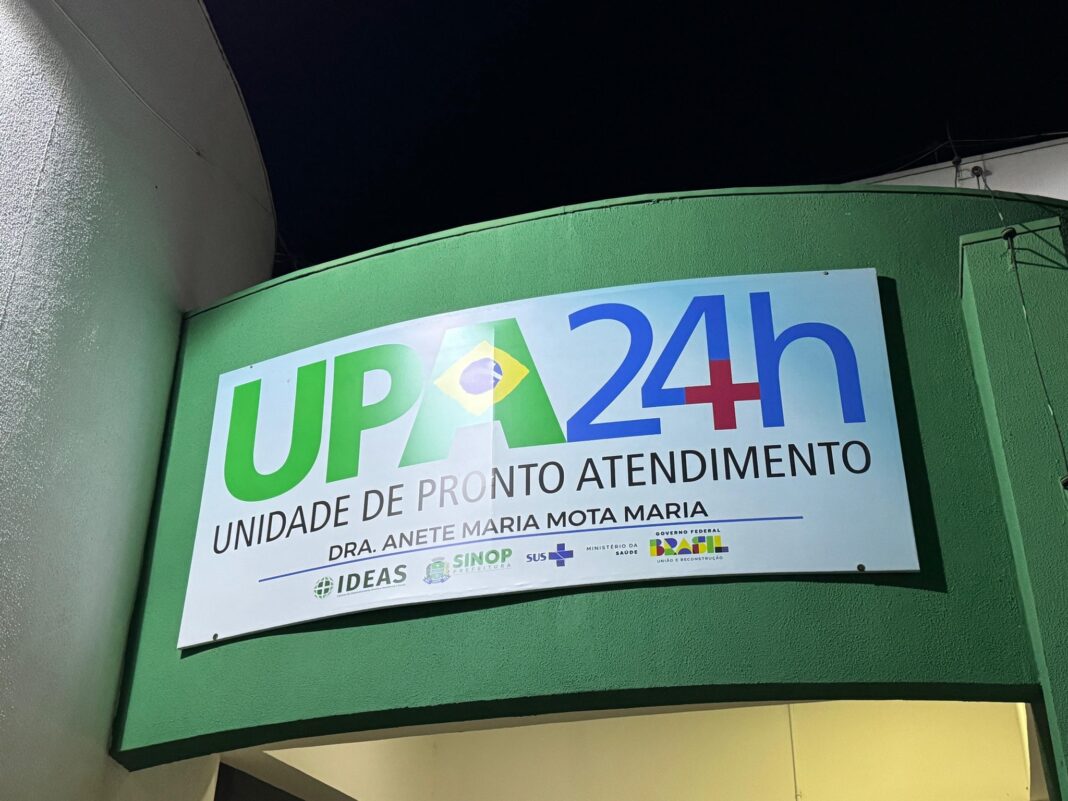 UPA24h
UNIDADE DE PRONTO ATENDIMENTO
DRA. ANETE MARIA MOTA MARIA
IDEAS
SINOP
PREFEITURA
SUS
MINISTÉRIO DA
SAÚDE
GOVERNO FEDERAL
BRASIL
UNIÃO E RECONSTRUÇÃO